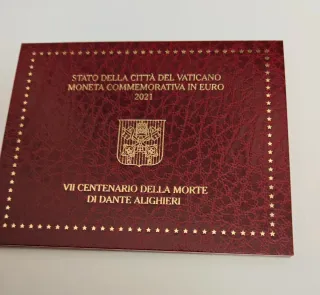 STATO DELLA CITTÀ DEL VATICANO
MONETA COMMEMORATIVA IN EURO
2021
VII CENTENARIO DELLA MORTE
DI DANTE ALIGHIERI